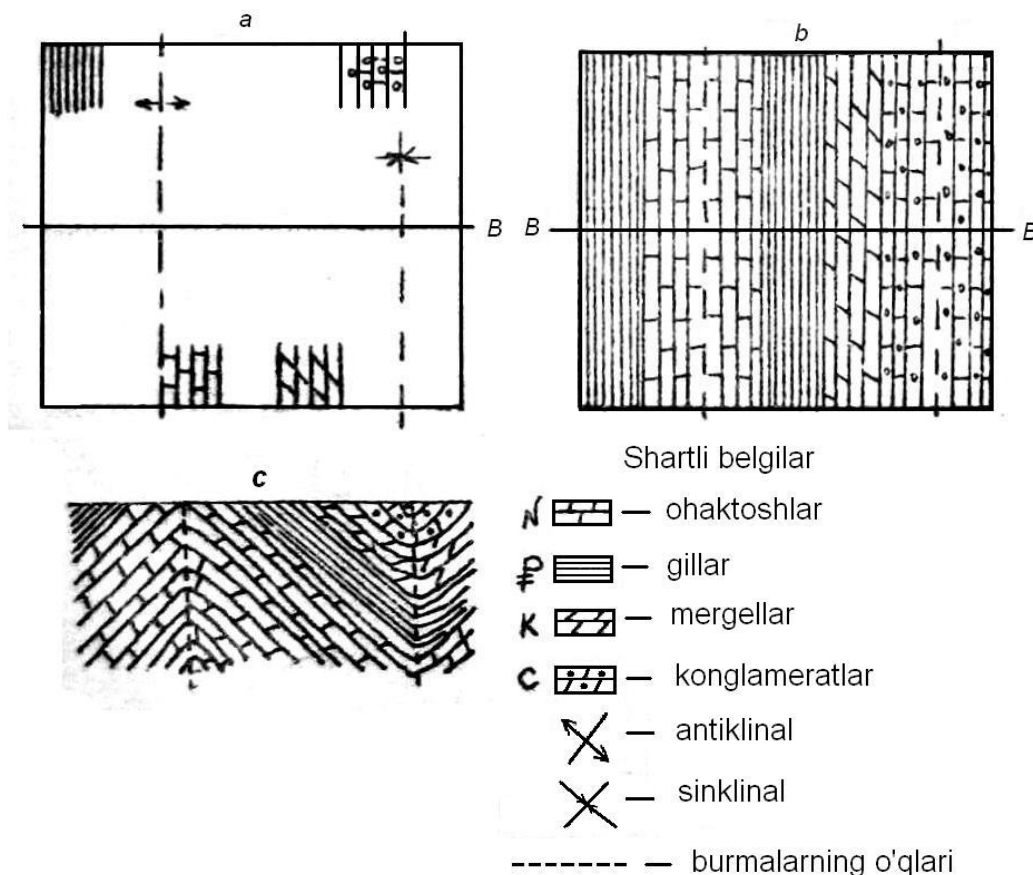 a
b
B
B
B
c
Shartli belgilar
N — ohaktoshlar
P — gillar
K — mergellar
C — konglameratlar
— antiklinal
— sinklinal
— burmalarning o'qlari